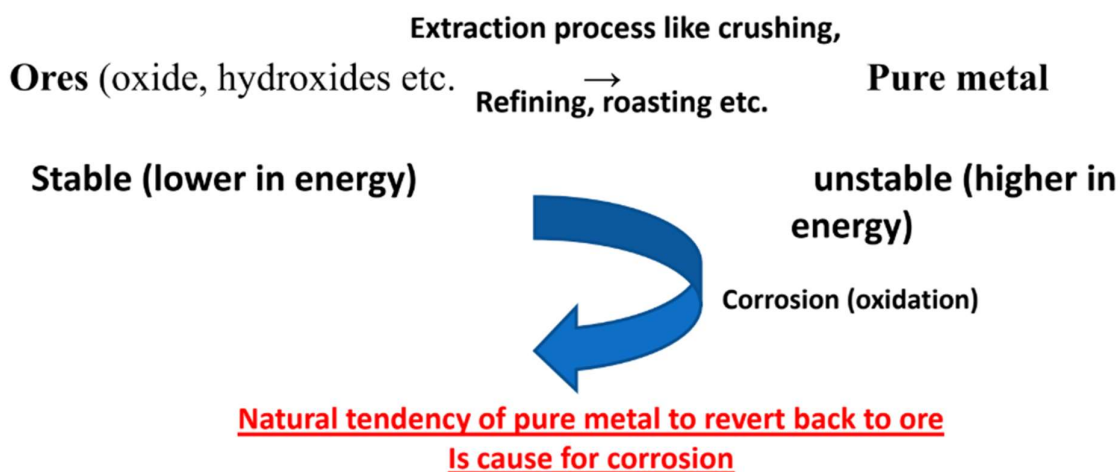 Extraction process like crushing,
Ores (oxide, hydroxides etc. → Pure metal
Refining, roasting etc.
Stable (lower in energy) unstable (higher in
energy)
Corrosion (oxidation)
Natural tendency of pure metal to revert back to ore
Is cause for corrosion